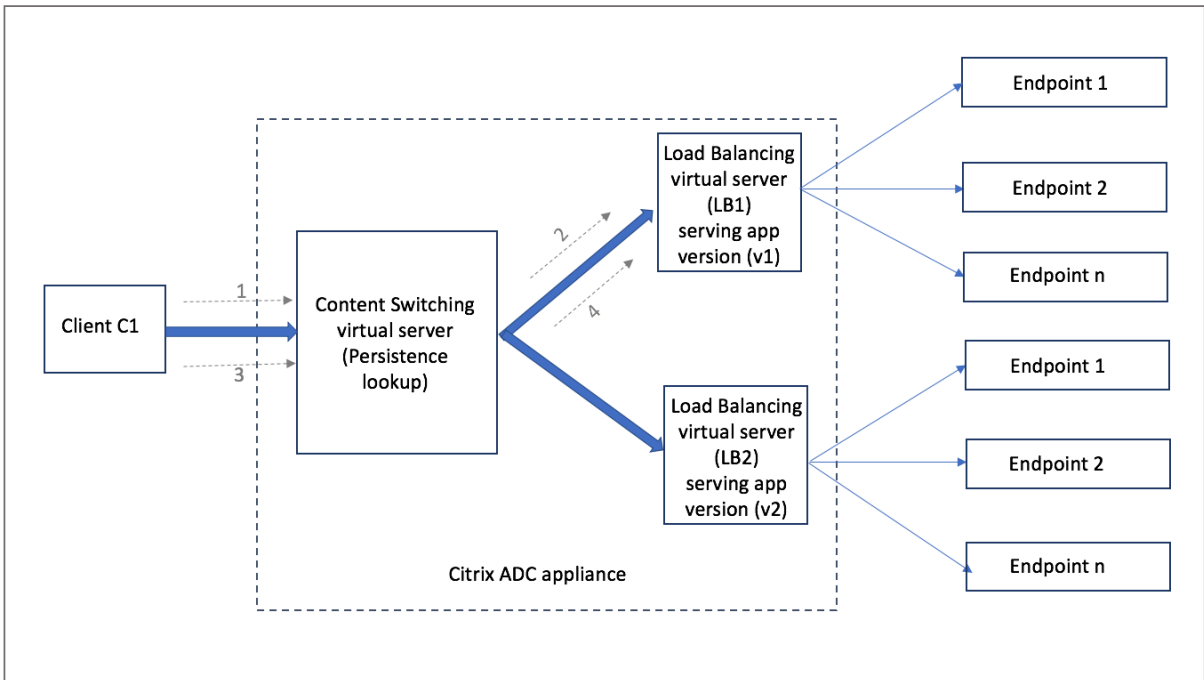 Client C1
1
3
Content Switching
virtual server
(Persistence
lookup)
2
4
Load Balancing
virtual server
(LB1)
serving app
version (v1)
Load Balancing
virtual server
(LB2)
serving app
version (v2)
Citrix ADC appliance
Endpoint 1
Endpoint 2
Endpoint n
Endpoint 1
Endpoint 2
Endpoint n